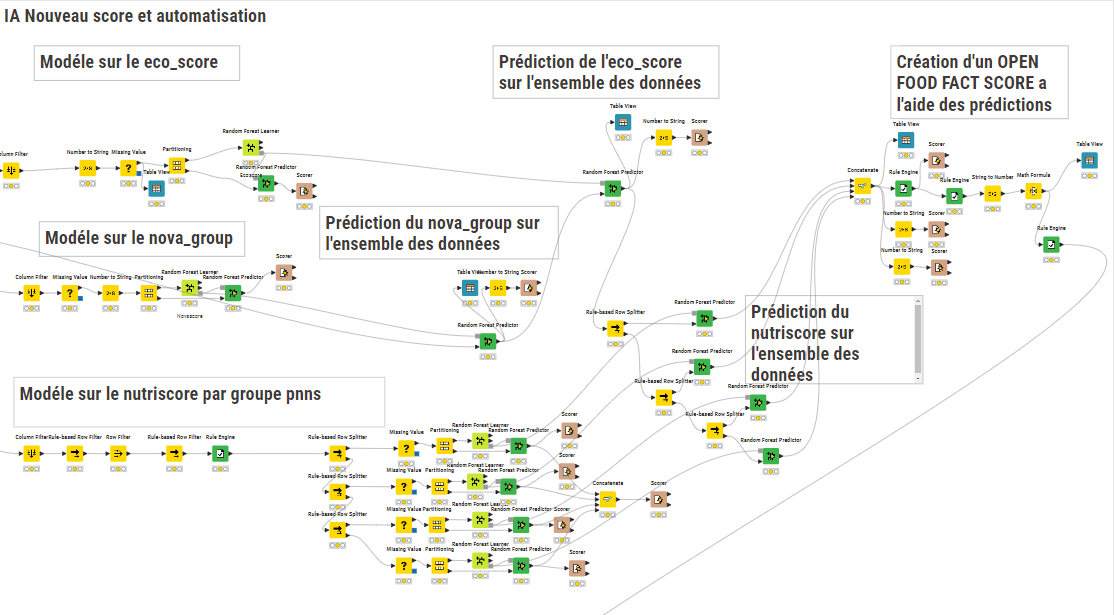 IA Nouveau score et automatisation
Modéle sur le eco_score
Prédiction de l'eco_score
sur l'ensemble des données
Création d'un OPEN
FOOD FACT SCORE a
l'aide des prédictions
Table View
Number to String
Scorer
Random Forest Learner
Column Filter
Number to String
Missing Value
Partitioning
Table View
Random Forest Predictor
Ecoscore
Scorer
Random Forest Predictor
Table View
Scorer
Concatenate
Rule Engine
Rule Engine
String to Number
Math Formula
Table View
Number to String
Scorer
Number to String
Scorer
Rule Engine
Modéle sur le nova_group
Prédiction du nova_group sur
l'ensemble des données
Scorer
Column Filter
Missing Value
Number to String
Partitioning
Random Forest Learner
Random Forest Predictor
Novascore
Table View
Number to String
Scorer
Random Forest Predictor
Rule-based Row Splitter
Random Forest Predictor
Prédiction du
nutriscore sur
l'ensemble des
données
Random Forest Predictor
Rule-based Row Splitter
Random Forest Predictor
Rule-based Row Splitter
Random Forest Predictor
Modéle sur le nutriscore par groupe pnns
Column Filter
Rule-based Row Filter
Row Filter
Rule-based Row Filter
Rule Engine
Rule-based Row Splitter
Missing Value
Partitioning
Random Forest Learner
Random Forest Predictor
Scorer
Rule-based Row Splitter
Missing Value
Partitioning
Random Forest Learner
Random Forest Predictor
Scorer
Concatenate
Scorer
Rule-based Row Splitter
Missing Value
Partitioning
Random Forest Learner
Random Forest Predictor
Scorer
Missing Value
Partitioning
Random Forest Learner
Random Forest Predictor
Scorer